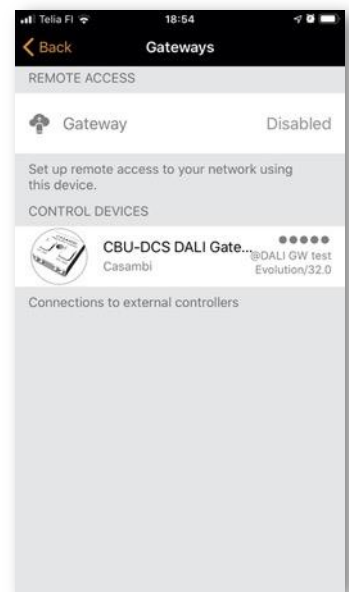 Telia FI 18:54
Back Gateways
REMOTE ACCESS
Gateway Disabled
Set up remote access to your network using
this device.
CONTROL DEVICES
CBU-DCS DALI Gate...
Casambi
@DALI GW test
Evolution/32.0
Connections to external controllers